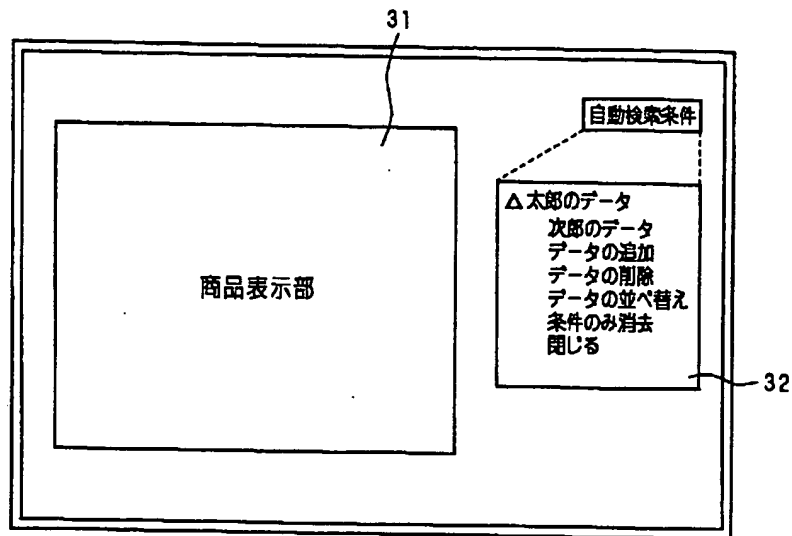 31
自動検索条件
商品表示部
△太郎のデータ
次郎のデータ
データの追加
データの削除
データの並べ替え
条件のみ消去
閉じる
32